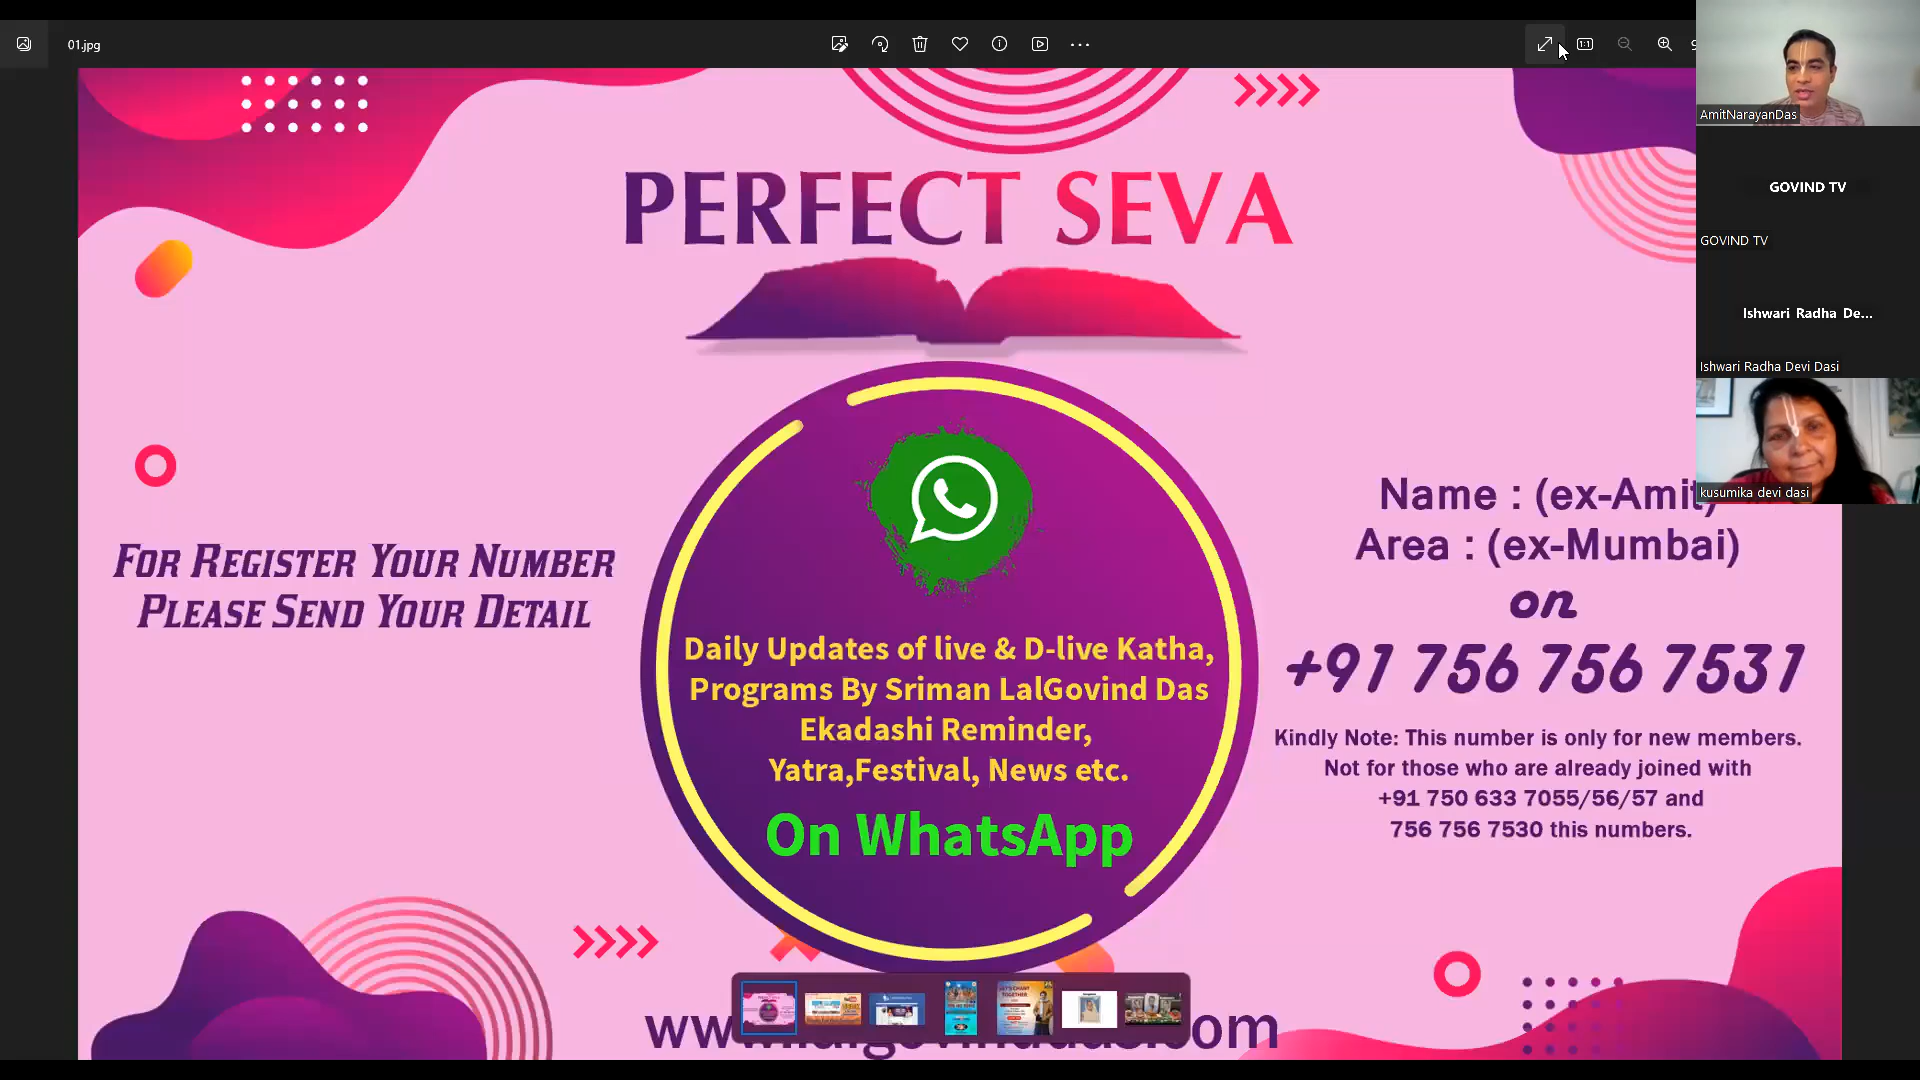 01.jpg
AmitNarayanDas
GOVIND TV
GOVIND TV
Ishwari Radha De...
Ishwari Radha Devi Dasi
kusumika devi dasi
PERFECT SEVA
FOR REGISTER YOUR NUMBER
PLEASE SEND YOUR DETAIL
Daily Updates of live & D-live Katha,
Programs By Sriman LalGovind Das
Ekadashi Reminder,
Yatra,Festival, News etc.
On WhatsApp
Name : (ex-Amit)
Area : (ex-Mumbai)
on
+91 756 756 7531
Kindly Note: This number is only for new members.
Not for those who are already joined with
+91 750 633 7055/56/57 and
756 756 7530 this numbers.